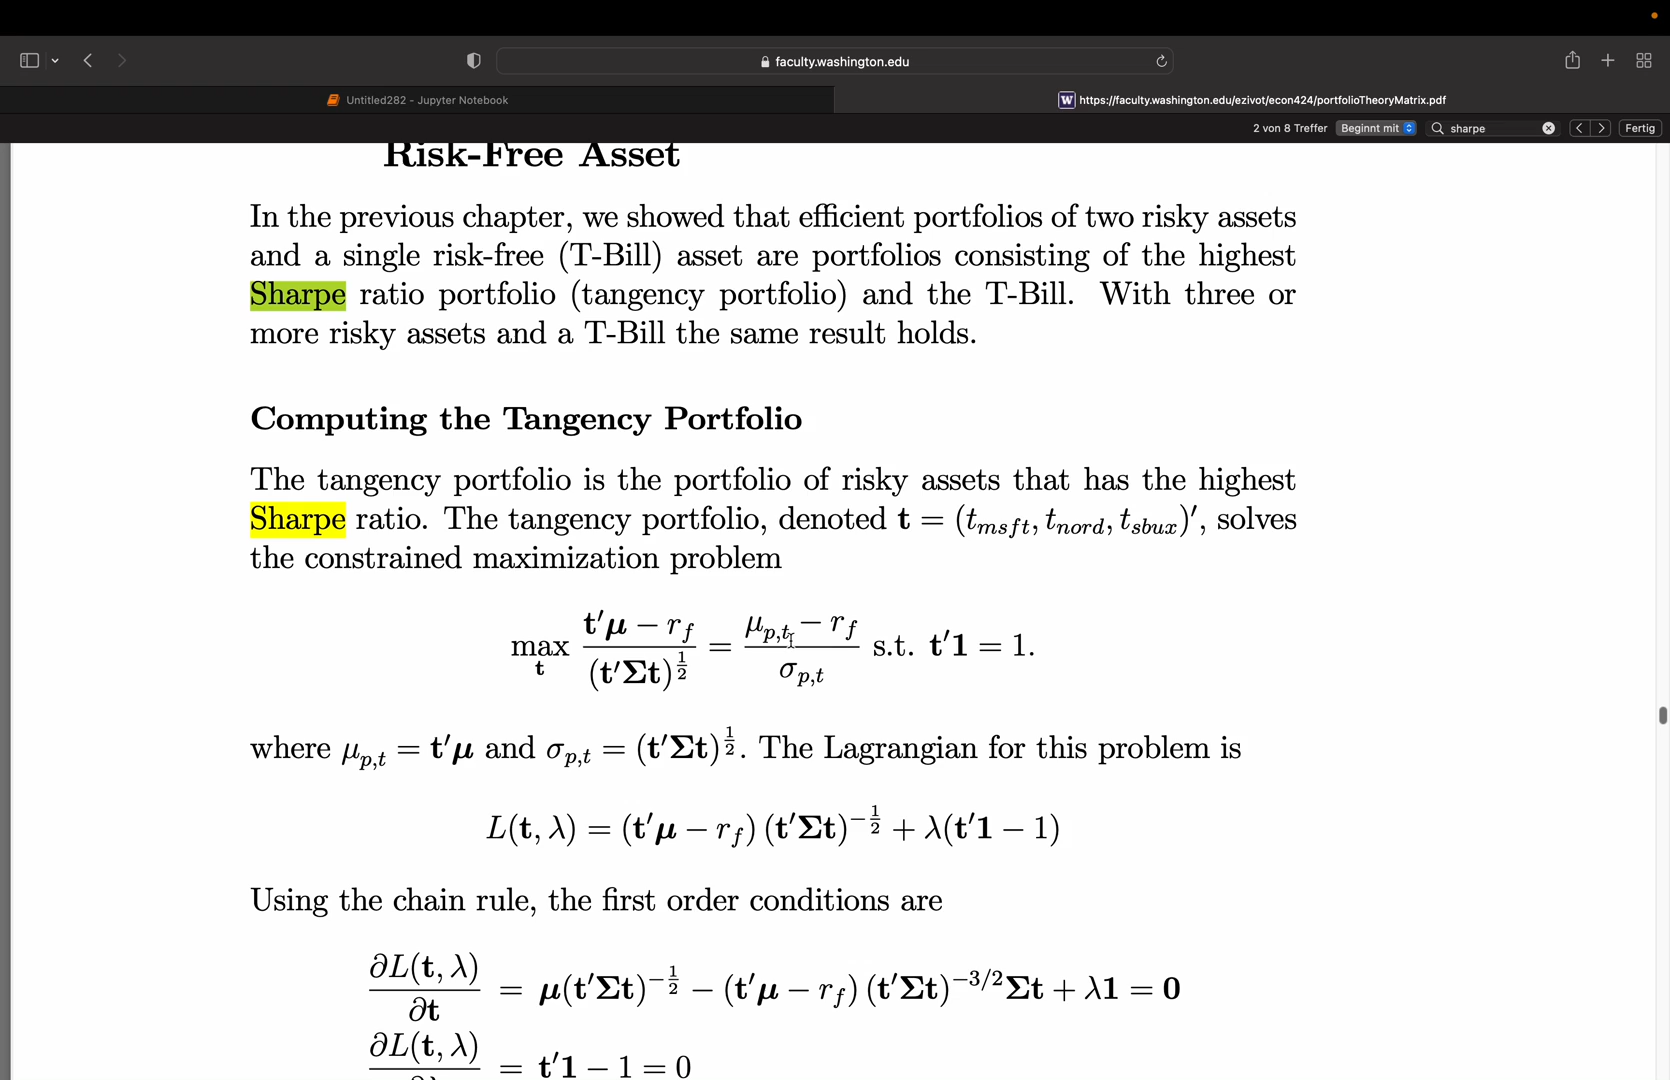 faculty.washington.edu
Untitled282 - Jupyter Notebook
W https://faculty.washington.edu/ezivot/econ424/portfolioTheoryMatrix.pdf
2 von 8 Treffer Beginnt mit sharpe Fertig
Risk-Free Asset
In the previous chapter, we showed that efficient portfolios of two risky assets
and a single risk-free (T-Bill) asset are portfolios consisting of the highest
Sharpe ratio portfolio (tangency portfolio) and the T-Bill. With three or
more risky assets and a T-Bill the same result holds.
Computing the Tangency Portfolio
The tangency portfolio is the portfolio of risky assets that has the highest
Sharpe ratio. The tangency portfolio, denoted t = (t_msft, t_nord, t_sbux)′, solves
the constrained maximization problem
max_t (t′μ − r_f)/(t′Σt)^(1/2) = (μ_p,t − r_f)/σ_p,t s.t. t′1 = 1.
where μ_p,t = t′μ and σ_p,t = (t′Σt)^(1/2). The Lagrangian for this problem is
L(t, λ) = (t′μ − r_f)(t′Σt)^(−1/2) + λ(t′1 − 1)
Using the chain rule, the first order conditions are
∂L(t, λ)/∂t = μ(t′Σt)^(−1/2) − (t′μ − r_f)(t′Σt)^(−3/2)Σt + λ1 = 0
∂L(t, λ) = t′1 − 1 = 0